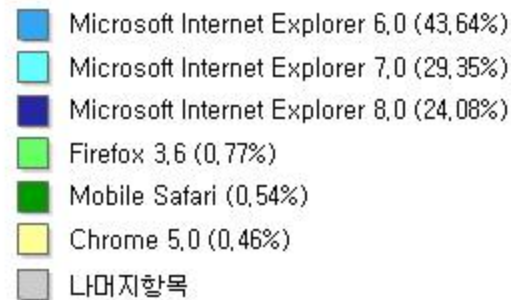 Microsoft Internet Explorer 6,0 (43,64%)
Microsoft Internet Explorer 7,0 (29,35%)
Microsoft Internet Explorer 8,0 (24,08%)
Firefox 3,6 (0,77%)
Mobile Safari (0,54%)
Chrome 5,0 (0,46%)
나머지항목